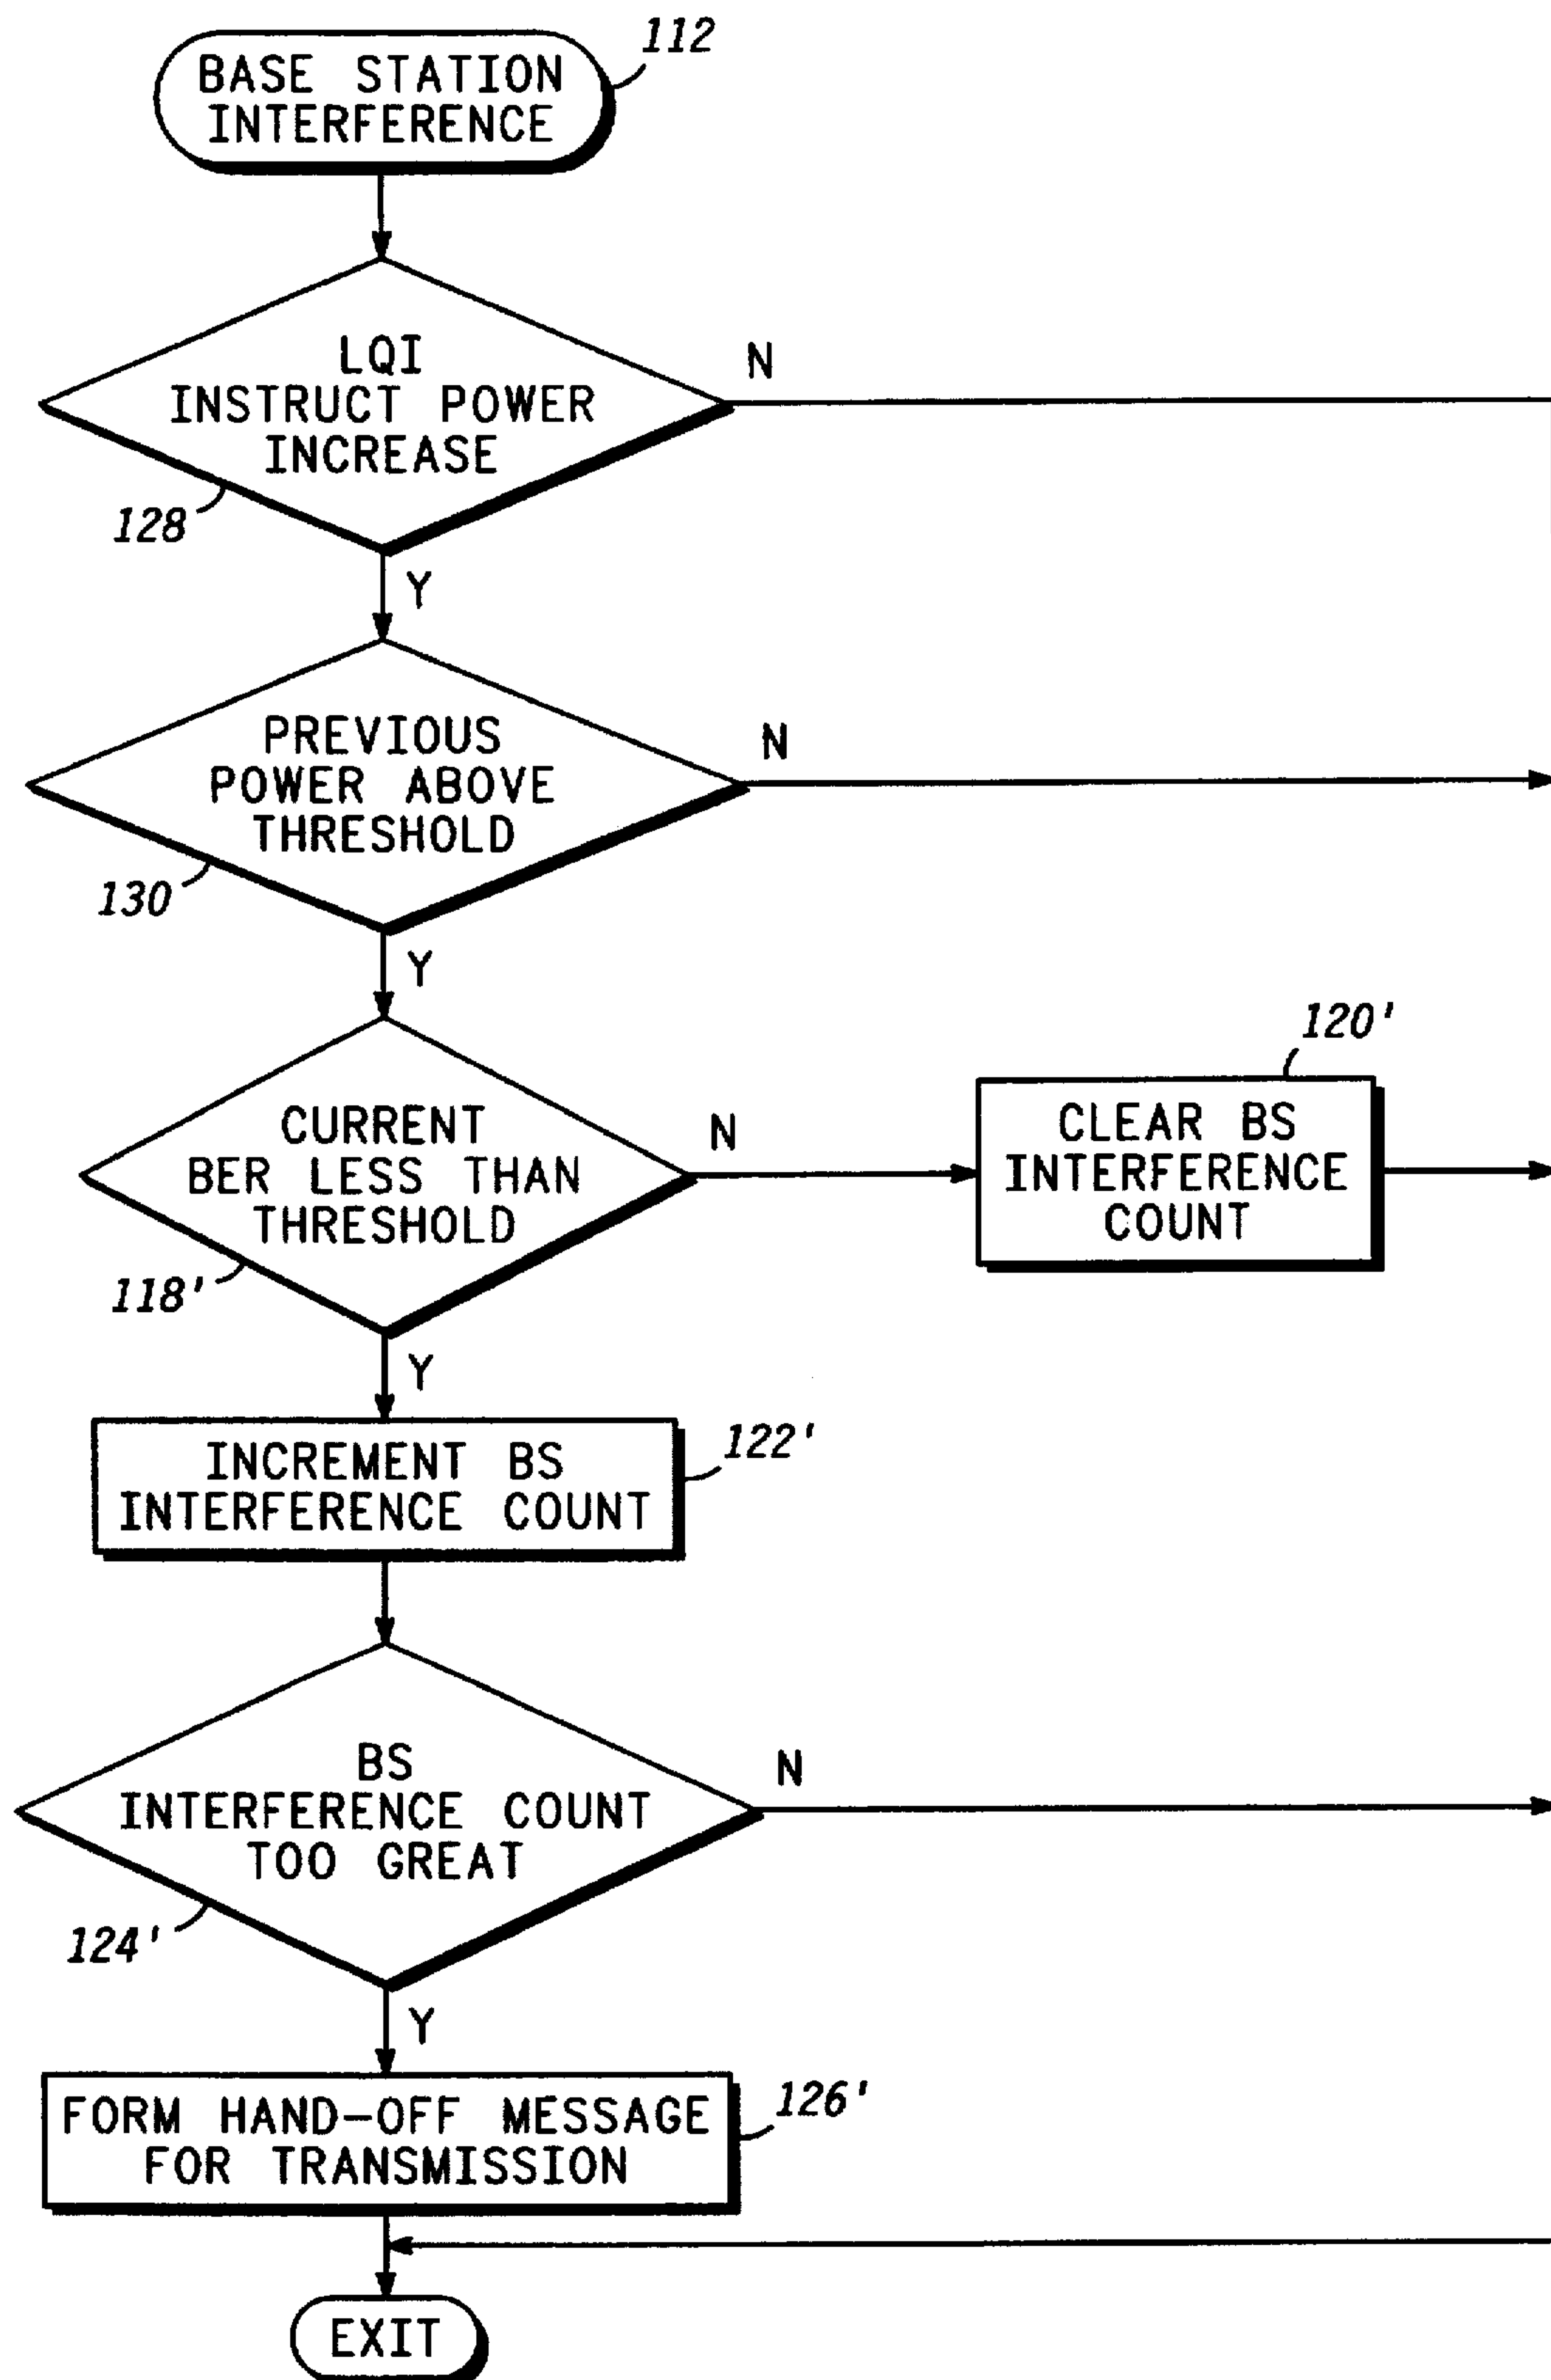 BASE STATION
INTERFERENCE
112
LQI
INSTRUCT POWER
INCREASE
N
128
Y
PREVIOUS
POWER ABOVE
THRESHOLD
N
130
Y
CURRENT
BER LESS THAN
THRESHOLD
N
118'
120'
CLEAR BS
INTERFERENCE
COUNT
Y
INCREMENT BS
INTERFERENCE COUNT
122'
BS
INTERFERENCE COUNT
TOO GREAT
N
124'
Y
FORM HAND-OFF MESSAGE
FOR TRANSMISSION
126'
EXIT